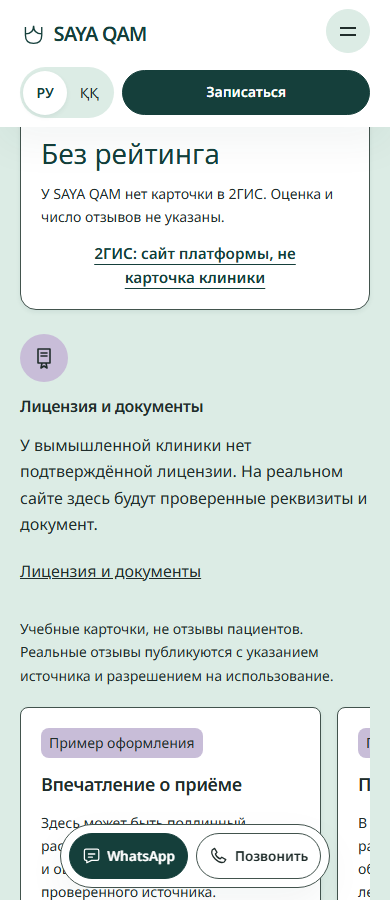 SAYA QAM
РУ
ҚҚ
Записаться
Без рейтинга
У SAYA QAM нет карточки в 2ГИС. Оценка и
число отзывов не указаны.
2ГИС: сайт платформы, не
карточка клиники
Лицензия и документы
У вымышленной клиники нет
подтверждённой лицензии. На реальном
сайте здесь будут проверенные реквизиты и
документ.
Лицензия и документы
Учебные карточки, не отзывы пациентов.
Реальные отзывы публикуются с указанием
источника и разрешением на использование.
Пример оформления
Впечатление о приёме
Здесь может быть подлинный
WhatsApp
Позвонить
проверенного источника.